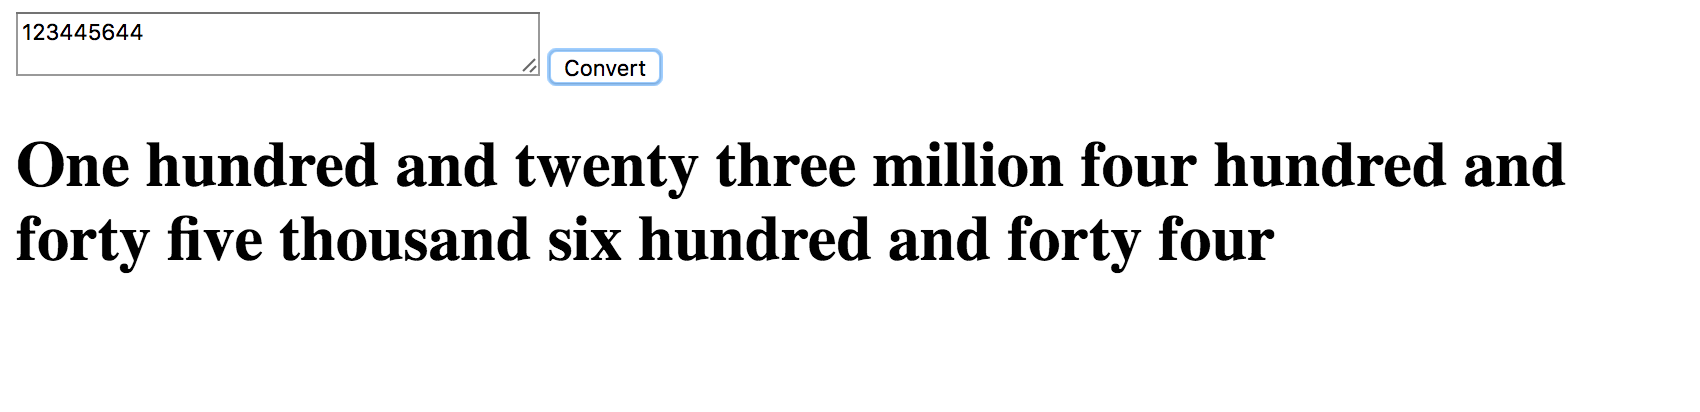 123445644
Convert
One hundred and twenty three million four hundred and
forty five thousand six hundred and forty four